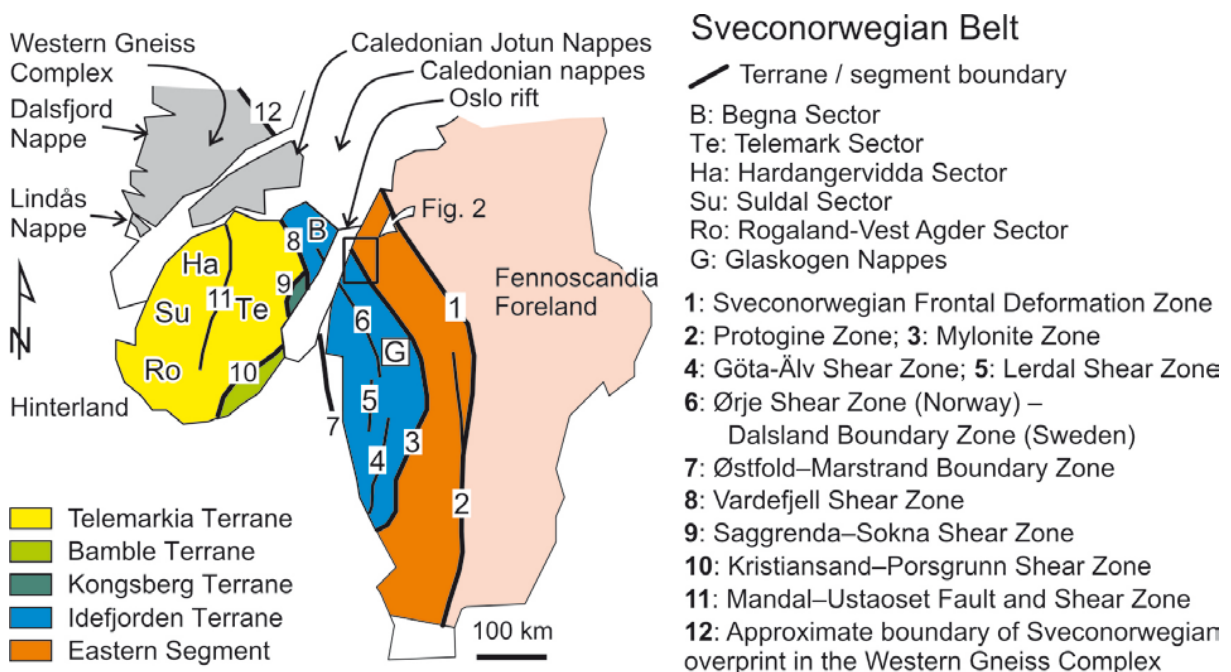 Western Gneiss
Complex
Dalsfjord
Nappe
Lindås
Nappe
Caledonian Jotun Nappes
Caledonian nappes
Oslo rift
12
Fig. 2
B
8
Ha
9
11
Te
Su
Ro
10
Hinterland
N
6
G
5
7
4
3
1
2
Fennoscandia
Foreland
Telemarkia Terrane
Bamble Terrane
Kongsberg Terrane
Idefjorden Terrane
Eastern Segment
100 km
Sveconorwegian Belt
Terrane / segment boundary
B: Begna Sector
Te: Telemark Sector
Ha: Hardangervidda Sector
Su: Suldal Sector
Ro: Rogaland-Vest Agder Sector
G: Glaskogen Nappes
1: Sveconorwegian Frontal Deformation Zone
2: Protogine Zone; 3: Mylonite Zone
4: Göta-Älv Shear Zone; 5: Lerdal Shear Zone
6: Ørje Shear Zone (Norway) –
Dalsland Boundary Zone (Sweden)
7: Østfold–Marstrand Boundary Zone
8: Vardefjell Shear Zone
9: Saggrenda–Sokna Shear Zone
10: Kristiansand–Porsgrunn Shear Zone
11: Mandal–Ustaoset Fault and Shear Zone
12: Approximate boundary of Sveconorwegian
overprint in the Western Gneiss Complex